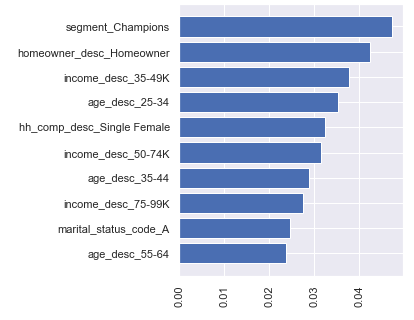 segment_Champions
homeowner_desc_Homeowner
income_desc_35-49K
age_desc_25-34
hh_comp_desc_Single Female
income_desc_50-74K
age_desc_35-44
income_desc_75-99K
marital_status_code_A
age_desc_55-64
0.00
0.01
0.02
0.03
0.04